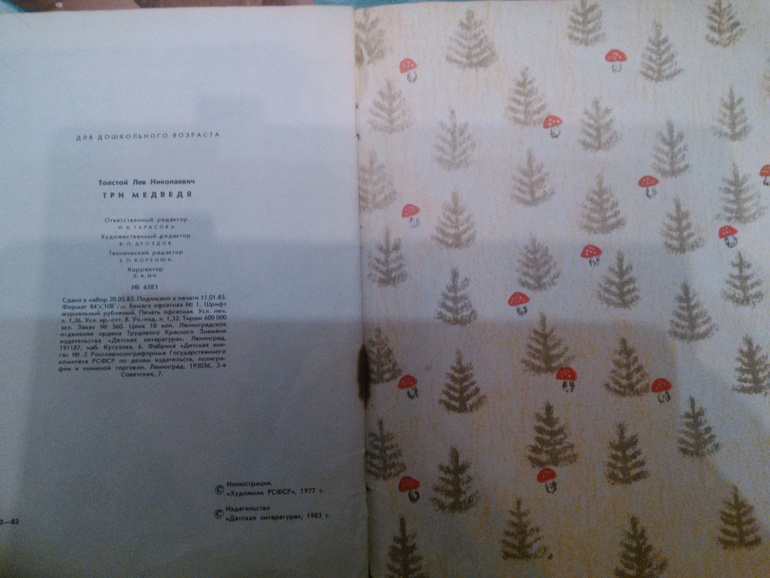 ДЛЯ ДОШКОЛЬНОГО ВОЗРАСТА
Толстой Лев Николаевич
ТРИ МЕДВЕДЯ
Ответственный редактор
Н. К. ТАРАСОВА
Художественный редактор
В. П. ДРОЗДОВ
Технический редактор
Корректор
ИБ 6583
Сдано в набор 20.05.82. Подписано к печати 11.01.83.
Формат 84×108¹/₁₆. Бумага офсетная № 1. Шрифт
журнальный рубленый. Печать офсетная. Усл. печ.
л. 1,26. Усл. кр.-отт. 8. Уч.-изд. л. 1,32. Тираж 600 000
экз. Заказ № 360. Цена 10 коп. Ленинградское
отделение ордена Трудового Красного Знамени
издательства «Детская литература». Ленинград,
191187, наб. Кутузова, 6. Фабрика «Детская кни-
га» № 2 Росглавполиграфпрома Государственного
комитета РСФСР по делам издательств, полигра-
фии и книжной торговли. Ленинград, 193036, 2-я
Советская, 7.
© Иллюстрации.
«Художник РСФСР», 1977 г.
© Издательство
«Детская литература», 1983 г.
—83